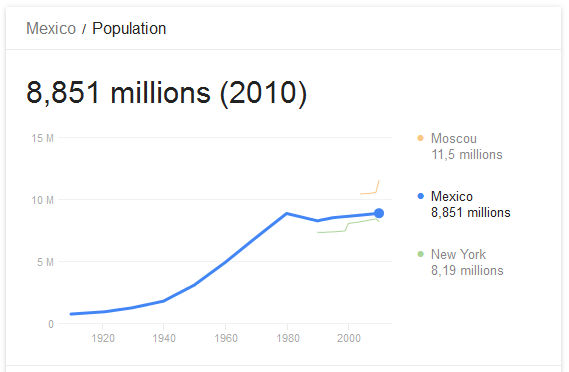 Mexico / Population
8,851 millions (2010)
15 M
10 M
5 M
0
1920 1940 1960 1980 2000
Moscou
11,5 millions
Mexico
8,851 millions
New York
8,19 millions